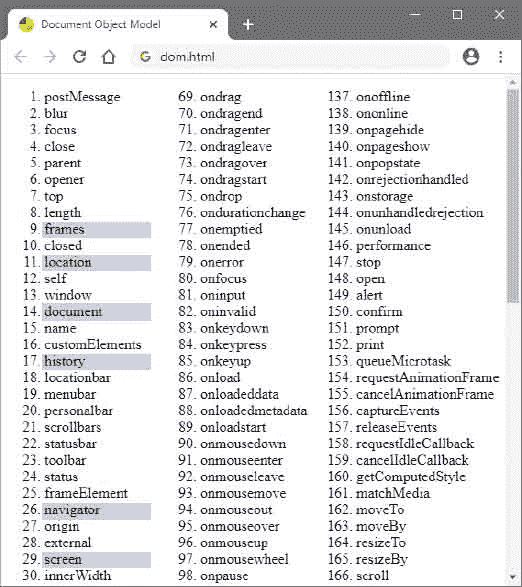 Document Object Model
dom.html
1. postMessage
2. blur
3. focus
4. close
5. parent
6. opener
7. top
8. length
9. frames
10. closed
11. location
12. self
13. window
14. document
15. name
16. customElements
17. history
18. locationbar
19. menubar
20. personalbar
21. scrollbars
22. statusbar
23. toolbar
24. status
25. frameElement
26. navigator
27. origin
28. external
29. screen
30. innerWidth
69. ondrag
70. ondragend
71. ondragenter
72. ondragleave
73. ondragover
74. ondragstart
75. ondrop
76. ondurationchange
77. onemptied
78. onended
79. onerror
80. onfocus
81. oninput
82. oninvalid
83. onkeydown
84. onkeypress
85. onkeyup
86. onload
87. onloadeddata
88. onloadedmetadata
89. onloadstart
90. onmousedown
91. onmouseenter
92. onmouseleave
93. onmousemove
94. onmouseout
95. onmouseover
96. onmouseup
97. onmousewheel
98. onpause
137. onoffline
138. ononline
139. onpagehide
140. onpageshow
141. onpopstate
142. onrejectionhandled
143. onstorage
144. onunhandledrejection
145. onunload
146. performance
147. stop
148. open
149. alert
150. confirm
151. prompt
152. print
153. queueMicrotask
154. requestAnimationFrame
155. cancelAnimationFrame
156. captureEvents
157. releaseEvents
158. requestIdleCallback
159. cancelIdleCallback
160. getComputedStyle
161. matchMedia
162. moveTo
163. moveBy
164. resizeTo
165. resizeBy
166. scroll